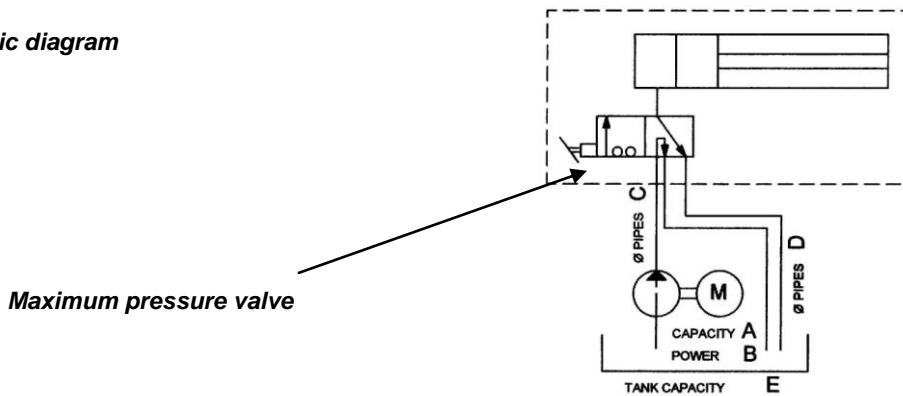 ic diagram
Maximum pressure valve
Ø PIPES C
Ø PIPES D
M
CAPACITY A
POWER B
TANK CAPACITY E